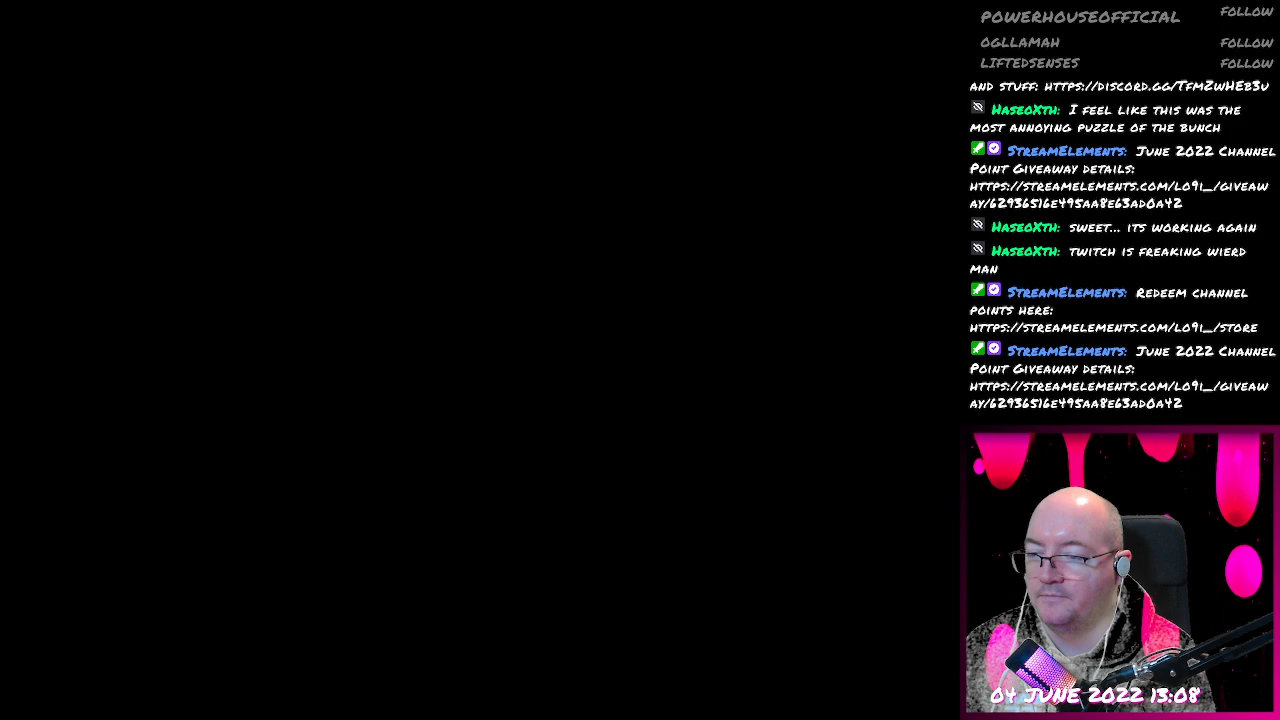 POWERHOUSEOFFICIAL FOLLOW
OGLLAMAH FOLLOW
LIFTEDSENSES FOLLOW
AND STUFF: HTTPS://DISCORD.GG/TFMZWHEB3U
HASEOXTH: I FEEL LIKE THIS WAS THE
MOST ANNOYING PUZZLE OF THE BUNCH
STREAMELEMENTS: JUNE 2022 CHANNEL
POINT GIVEAWAY DETAILS:
HTTPS://STREAMELEMENTS.COM/LO9I_/GIVEAW
AY/62936516E495AA8E63AD0A42
HASEOXTH: SWEET... ITS WORKING AGAIN
HASEOXTH: TWITCH IS FREAKING WIERD
MAN
STREAMELEMENTS: REDEEM CHANNEL
POINTS HERE:
HTTPS://STREAMELEMENTS.COM/LO9I_/STORE
STREAMELEMENTS: JUNE 2022 CHANNEL
POINT GIVEAWAY DETAILS:
HTTPS://STREAMELEMENTS.COM/LO9I_/GIVEAW
AY/62936516E495AA8E63AD0A42
04 JUNE 2022 13:08